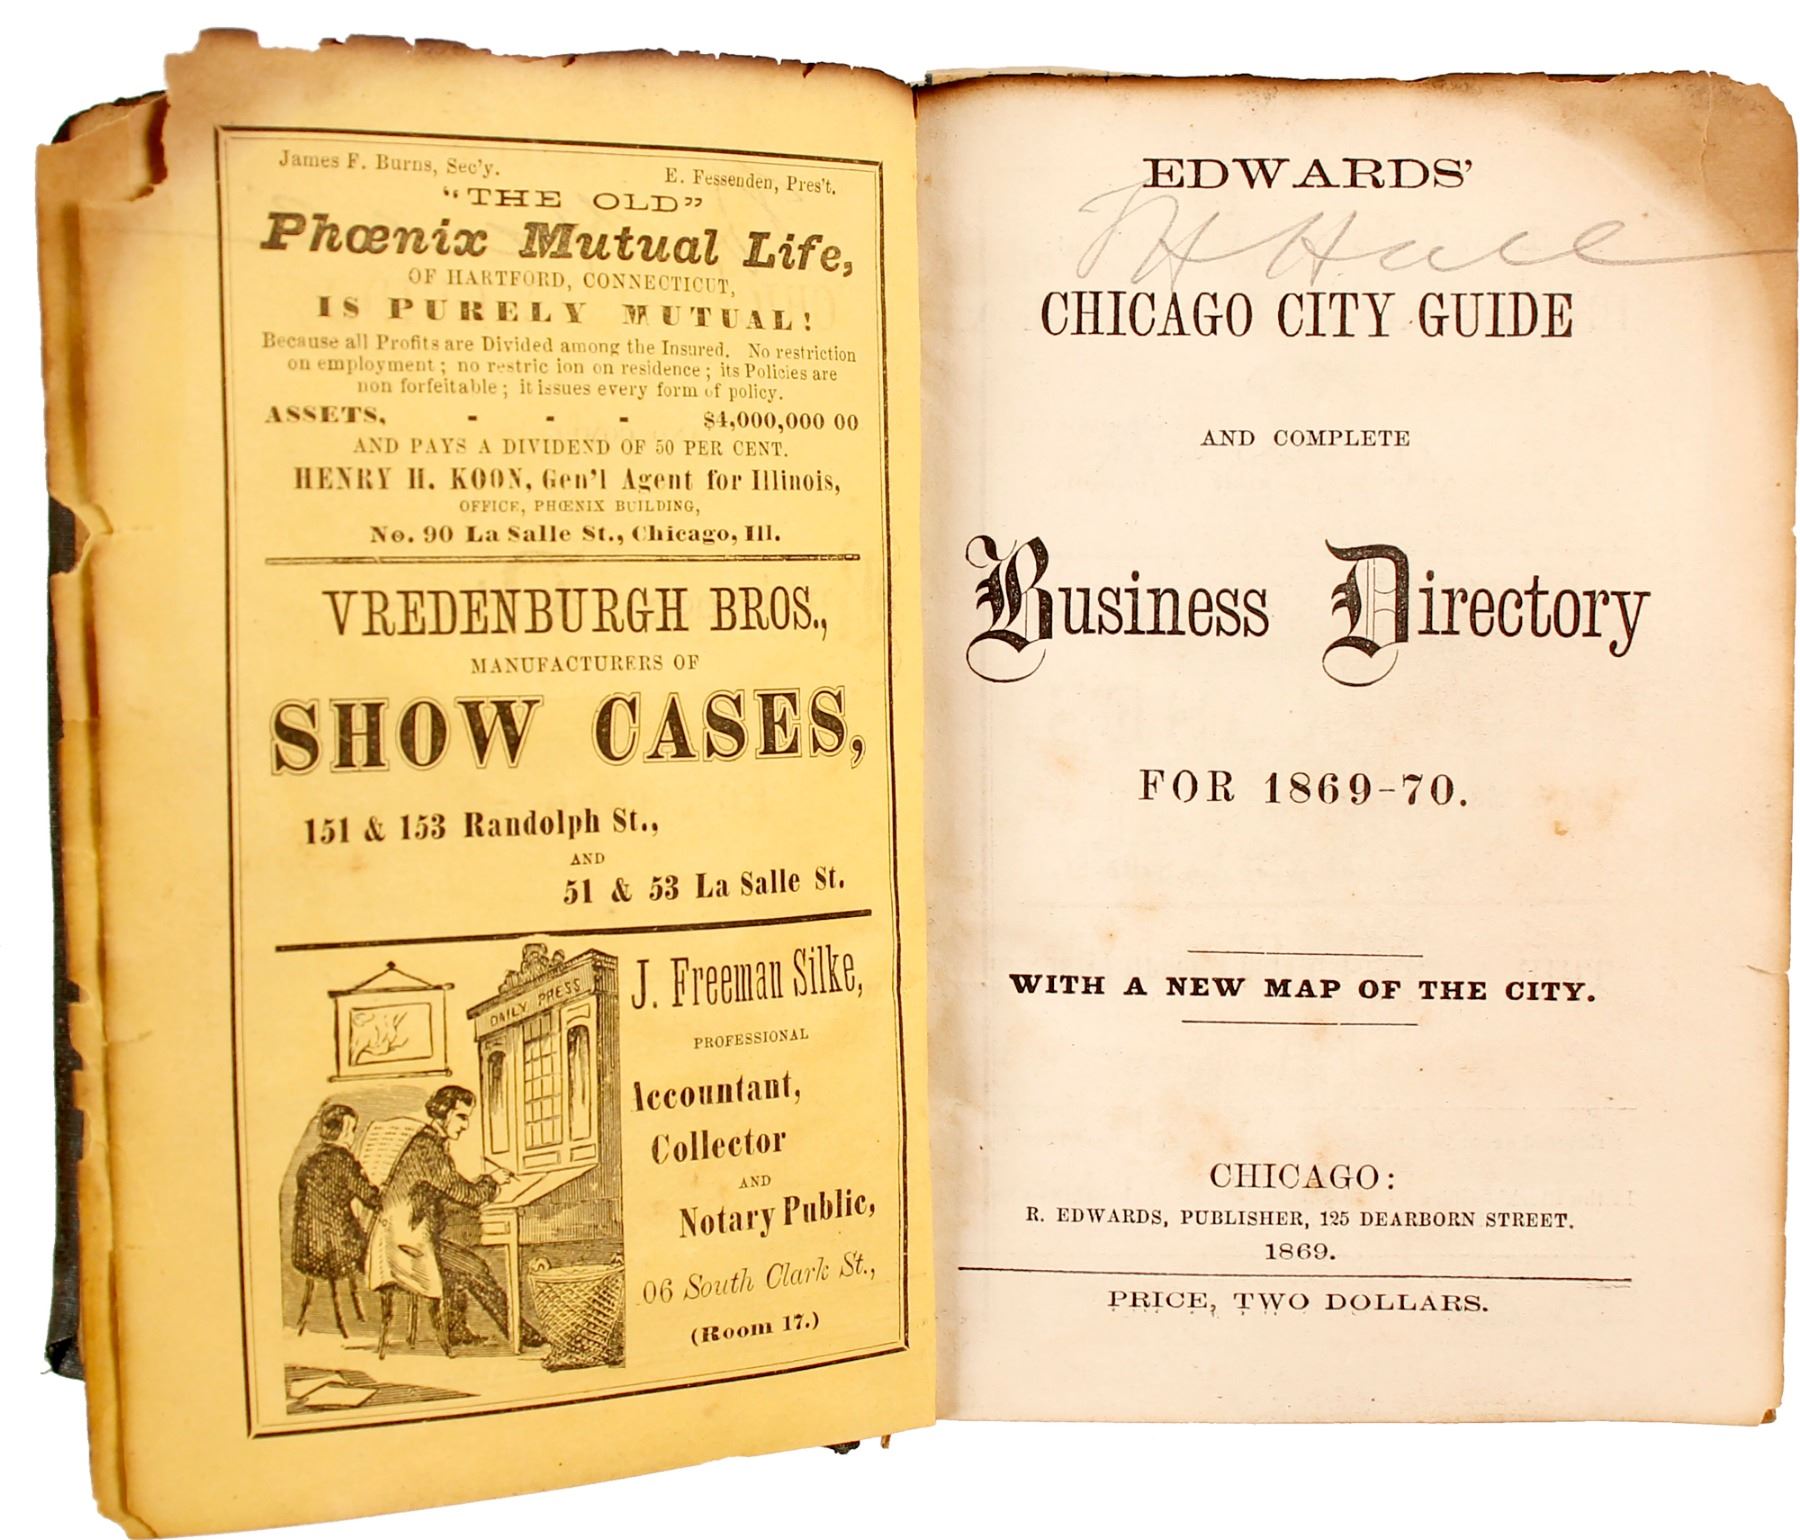 James F. Burns, Sec'y. E. Fessenden, Pres't.
"THE OLD"
Phœnix Mutual Life,
OF HARTFORD, CONNECTICUT,
IS PURELY MUTUAL!
Because all Profits are Divided among the Insured. No restriction
on employment; no restric ion on residence; its Policies are
non forfeitable; it issues every form of policy.
ASSETS, - - - $4,000,000 00
AND PAYS A DIVIDEND OF 50 PER CENT.
HENRY H. KOON, Gen'l Agent for Illinois,
OFFICE, PHŒNIX BUILDING,
No. 90 La Salle St., Chicago, Ill.
VREDENBURGH BROS.,
MANUFACTURERS OF
SHOW CASES,
151 & 153 Randolph St.,
AND
51 & 53 La Salle St.
DAILY PRESS
J. Freeman Silke,
PROFESSIONAL
Accountant,
Collector
AND
Notary Public,
06 South Clark St.,
(Room 17.)
EDWARDS'
Hall
CHICAGO CITY GUIDE
AND COMPLETE
Business Directory
FOR 1869-70.
WITH A NEW MAP OF THE CITY.
CHICAGO:
R. EDWARDS, PUBLISHER, 125 DEARBORN STREET.
1869.
PRICE, TWO DOLLARS.